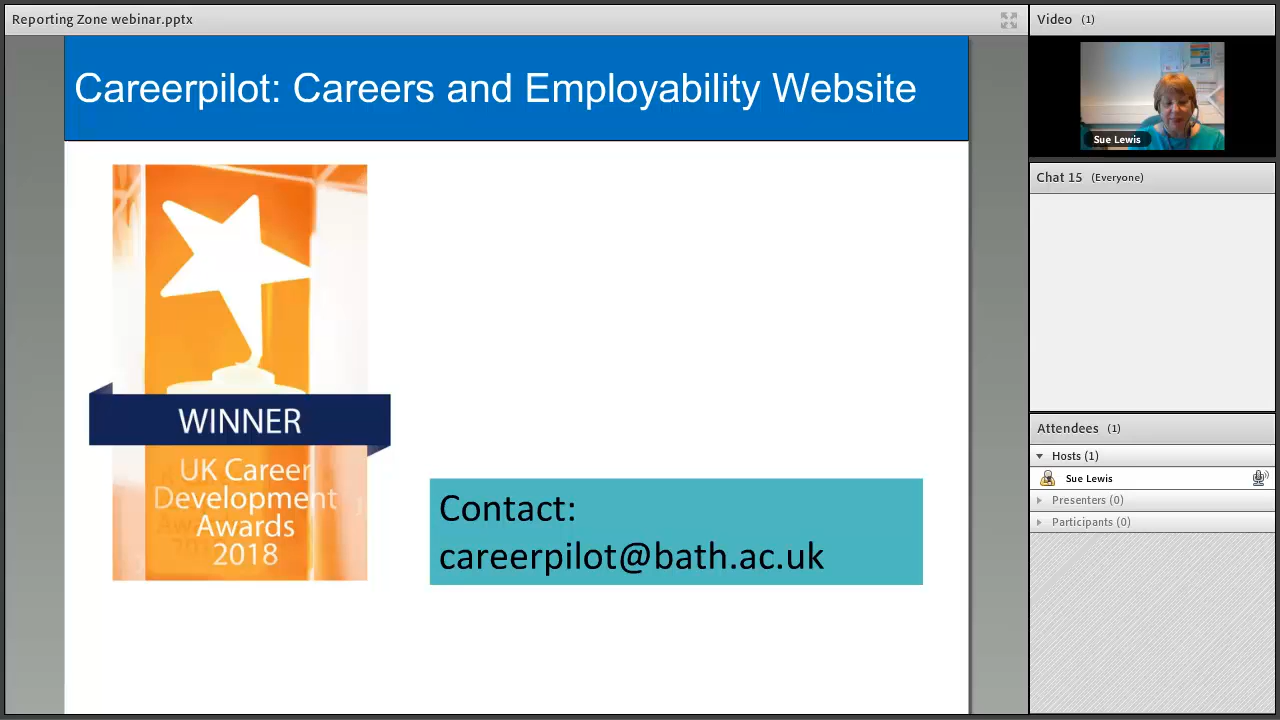 Reporting Zone webinar.pptx
Careerpilot: Careers and Employability Website
WINNER
UK Career
Development
Awards
2018
Contact:
careerpilot@bath.ac.uk
Video (1)
Sue Lewis
Chat 15 (Everyone)
Attendees (1)
Hosts (1)
Sue Lewis
Presenters (0)
Participants (0)